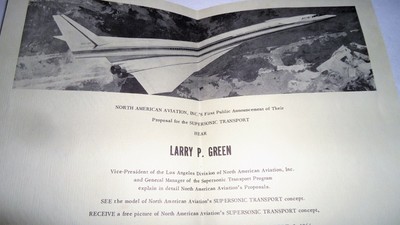 NORTH AMERICAN AVIATION, INC.'S First Public Announcement of Their
Proposal for the SUPERSONIC TRANSPORT
HEAR
LARRY P. GREEN
Vice-President of the Los Angeles Division of North American Aviation, Inc.
and General Manager of the Supersonic Transport Program
explain in detail North American Aviation's Proposals.
SEE the model of North American Aviation's SUPERSONIC TRANSPORT concept.
RECEIVE a free picture of North American Aviation's SUPERSONIC TRANSPORT concept,